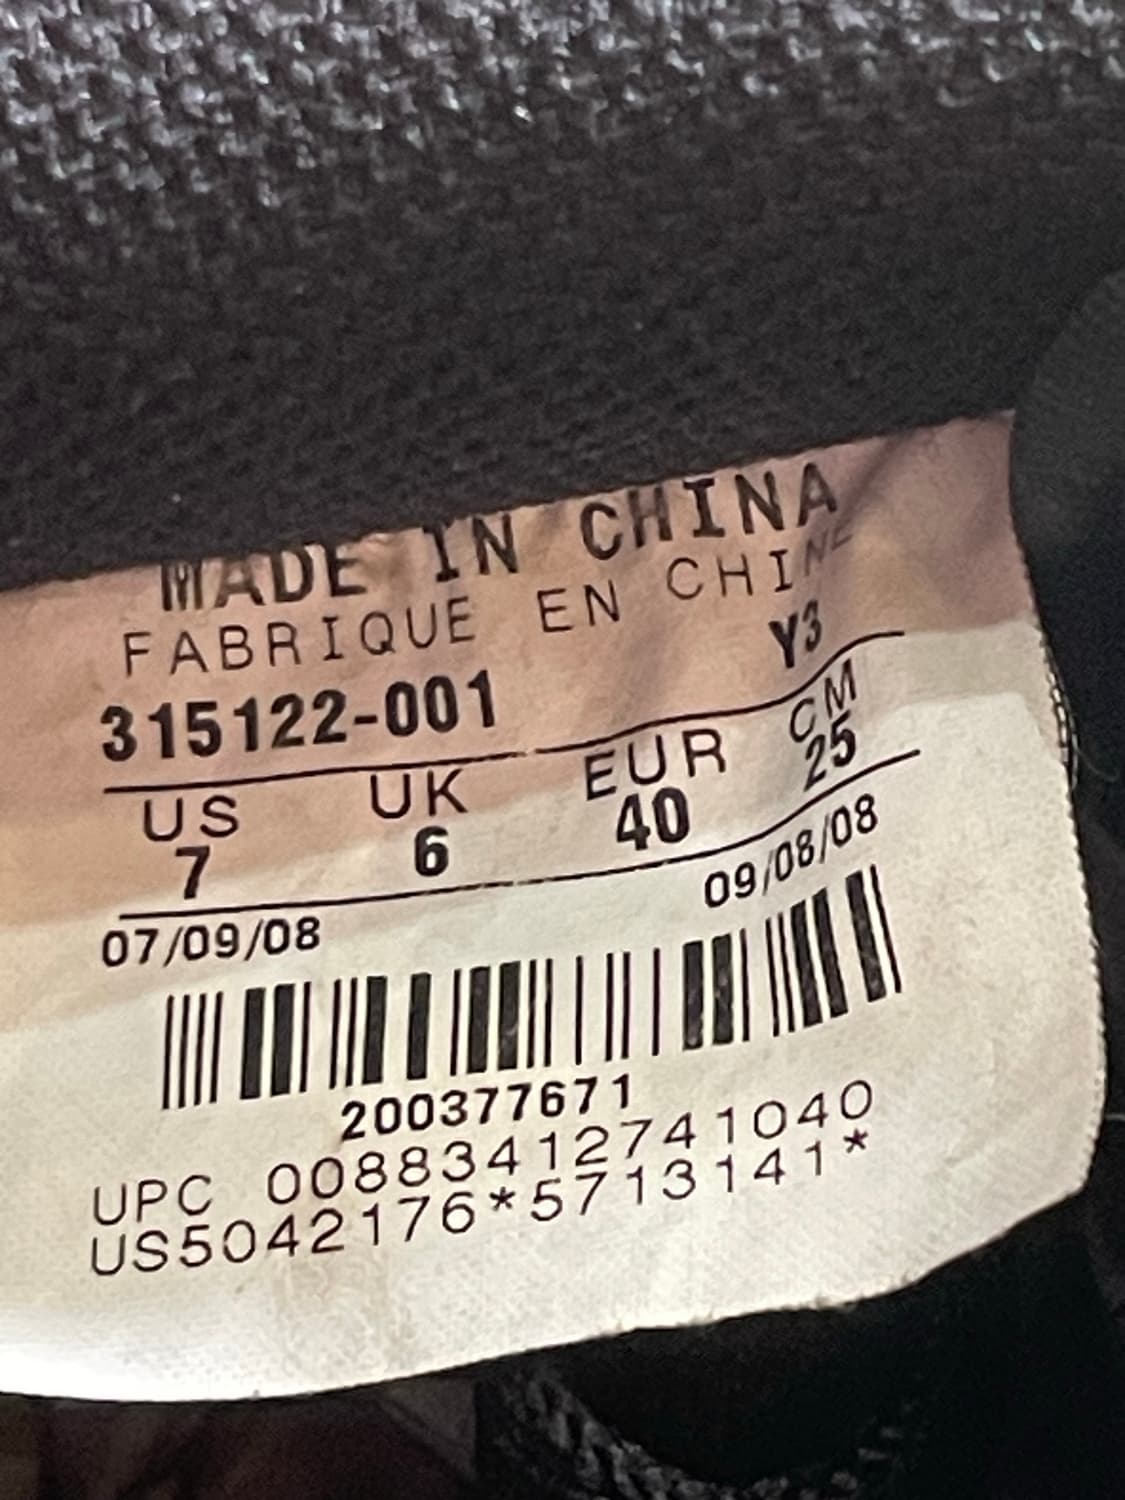 MADE IN CHINA
FABRIQUE EN CHINE
315122-001 Y3
US UK EUR CM
7 6 40 25
07/09/08 09/08/08
200377671
UPC 00883412741040
US5042176*5713141*